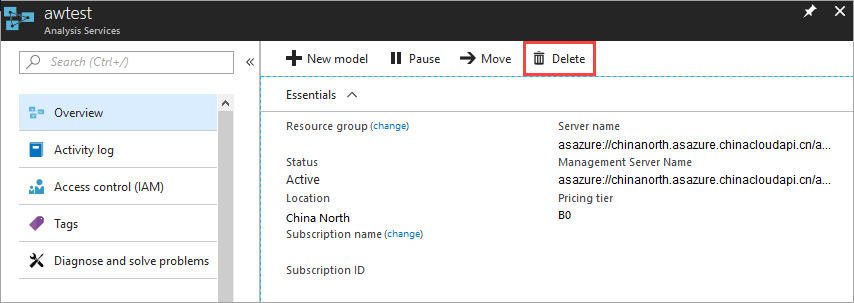 awtest
Analysis Services
Search (Ctrl+/)
Overview
Activity log
Access control (IAM)
Tags
Diagnose and solve problems
New model Pause Move Delete
Essentials
Resource group (change)
Status
Active
Location
China North
Subscription name (change)
Subscription ID
Server name
asazure://chinanorth.asazure.chinacloudapi.cn/a...
Management Server Name
asazure://chinanorth.asazure.chinacloudapi.cn/a...
Pricing tier
B0